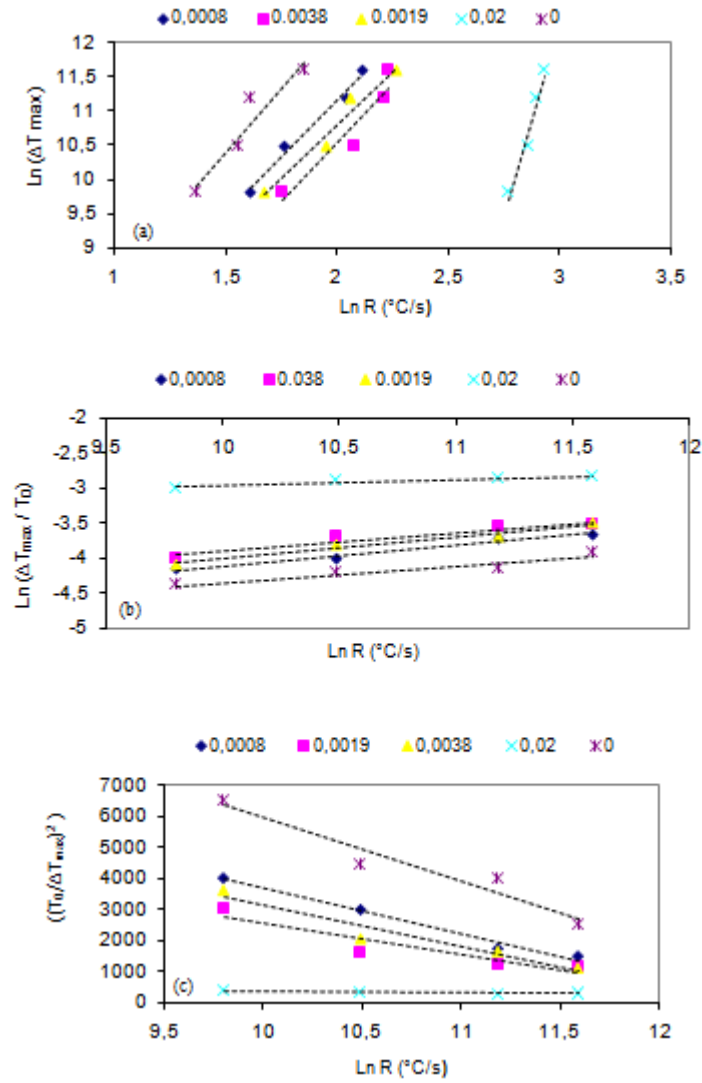 0,0008 0,0038 0.0019 0,02 0
12
11.5
11
10.5
10
9.5
9
Ln (ΔT max)
(a)
1 1,5 2 2,5 3 3,5
Ln R (°C/s)
0,0008 0.038 0.0019 0,02 0
-2
-2,5
-3
-3.5
-4
-4.5
-5
9,5 10 10,5 11 11,5 12
Ln (ΔTmax / T0)
(b)
Ln R (°C/s)
0,0008 0,0019 0,0038 0,02 0
7000
6000
5000
4000
3000
2000
1000
0
((T0/ΔTmax)²
(c)
9,5 10 10,5 11 11,5 12
Ln R (°C/s)